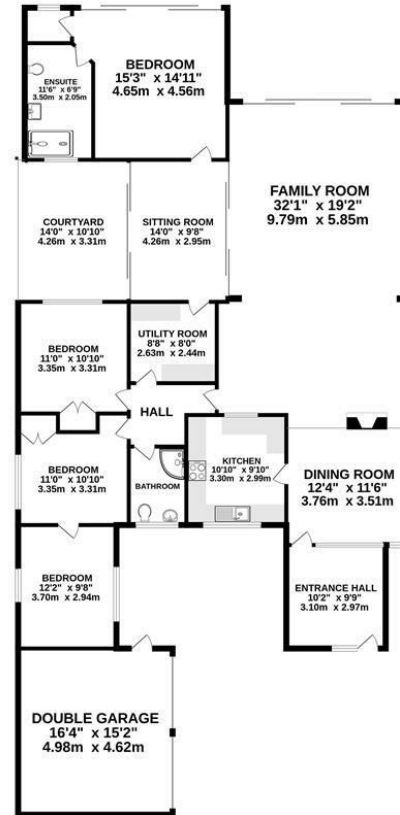 BEDROOM
15'3" x 14'11"
4.65m x 4.56m
ENSUITE
11'6" x 6'9"
3.50m x 2.05m
FAMILY ROOM
32'1" x 19'2"
9.79m x 5.85m
COURTYARD
14'0" x 10'10"
4.26m x 3.31m
SITTING ROOM
14'0" x 9'8"
4.26m x 2.95m
BEDROOM
11'0" x 10'10"
3.35m x 3.31m
UTILITY ROOM
8'8" x 8'0"
2.63m x 2.44m
HALL
BEDROOM
11'0" x 10'10"
3.35m x 3.31m
BATHROOM
KITCHEN
10'10" x 9'10"
3.30m x 2.99m
DINING ROOM
12'4" x 11'6"
3.76m x 3.51m
BEDROOM
12'2" x 9'8"
3.70m x 2.94m
ENTRANCE HALL
10'2" x 9'9"
3.10m x 2.97m
DOUBLE GARAGE
16'4" x 15'2"
4.98m x 4.62m